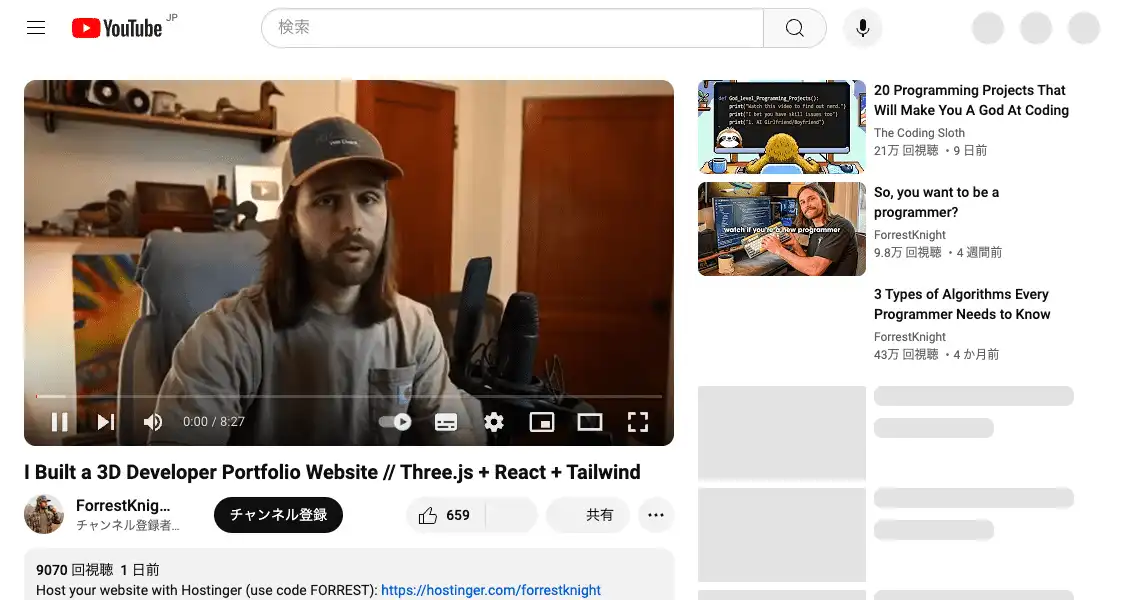 YouTube JP
検索
0:00 / 8:27
I Built a 3D Developer Portfolio Website // Three.js + React + Tailwind
ForrestKnig...
チャンネル登録者...
チャンネル登録
659
共有
9070 回視聴 1 日前
Host your website with Hostinger (use code FORREST): https://hostinger.com/forrestknight
def God_level_Programming_Projects():
print("Watch this video to find out nerd.")
print("I bet you have skill issues too")
print("1. AI Girlfriend/Boyfriend")
20 Programming Projects That
Will Make You A God At Coding
The Coding Sloth
21万 回視聴 ・9 日前
watch if you're a new programmer
So, you want to be a
programmer?
ForrestKnight
9.8万 回視聴 ・4 週間前
3 Types of Algorithms Every
Programmer Needs to Know
ForrestKnight
43万 回視聴 ・4 か月前